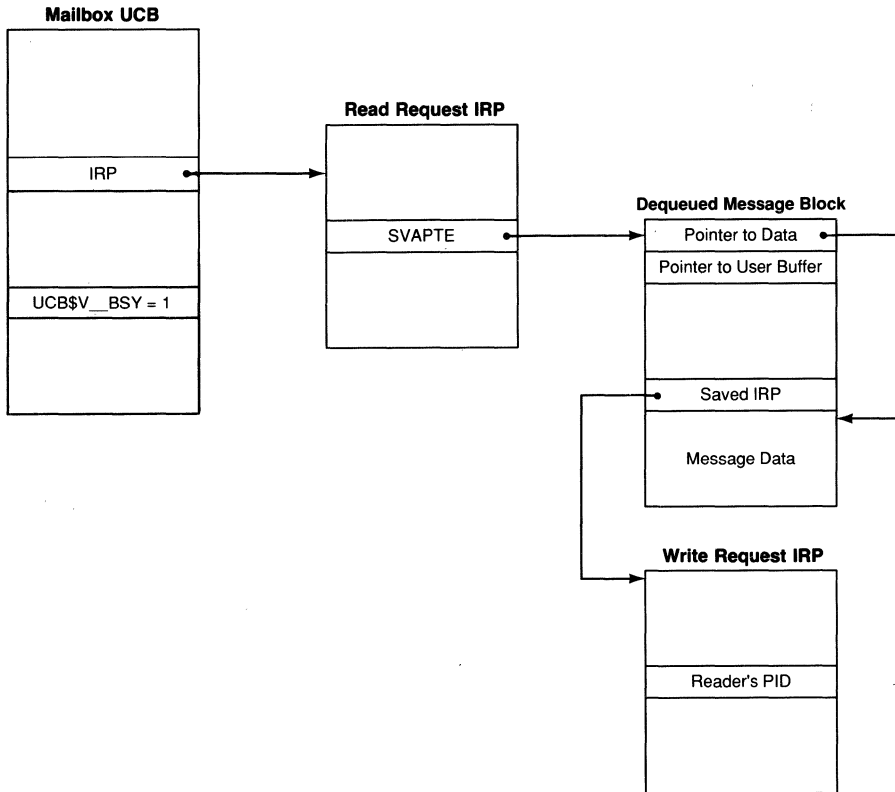 Mailbox UCB
IRP
UCB$V__BSY = 1
Read Request IRP
SVAPTE
Dequeued Message Block
Pointer to Data
Pointer to User Buffer
Saved IRP
Message Data
Write Request IRP
Reader's PID